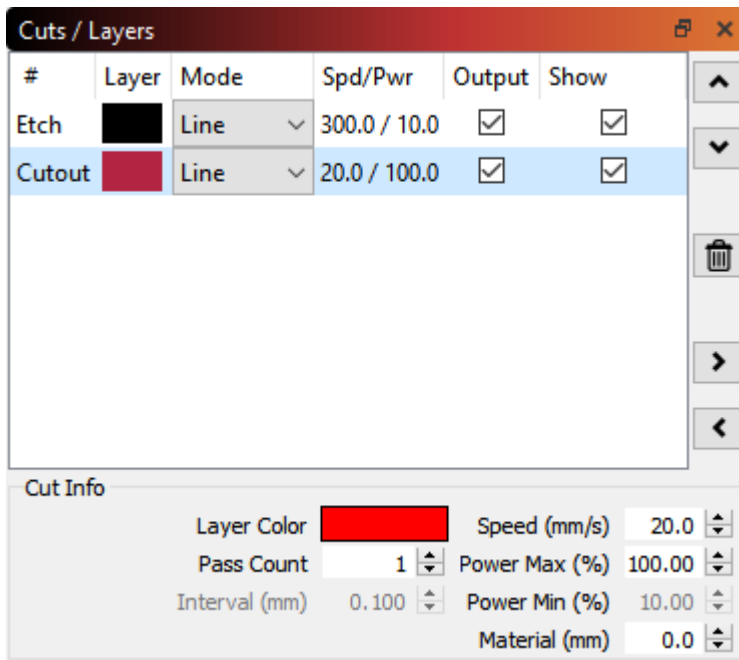 Cuts / Layers
# Layer Mode Spd/Pwr Output Show
Etch Line 300.0 / 10.0
Cutout Line 20.0 / 100.0
Cut Info
Layer Color Speed (mm/s) 20.0
Pass Count 1 Power Max (%) 100.00
Interval (mm) 0.100 Power Min (%) 10.00
Material (mm) 0.0